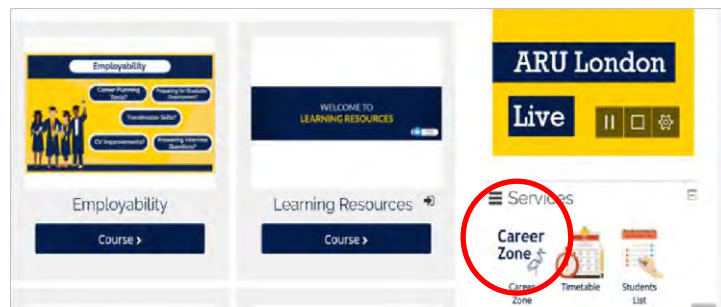 Employability
Career Planning Tools?
Preparing for Graduate Employment?
Transferable Skills?
CV Improvements?
Answering Interview Questions?
Employability
Course >
WELCOME TO
LEARNING RESOURCES
Learning Resources
Course >
ARU London
Live
Services
Career
Zone
Career
Zone
Timetable
Students
List